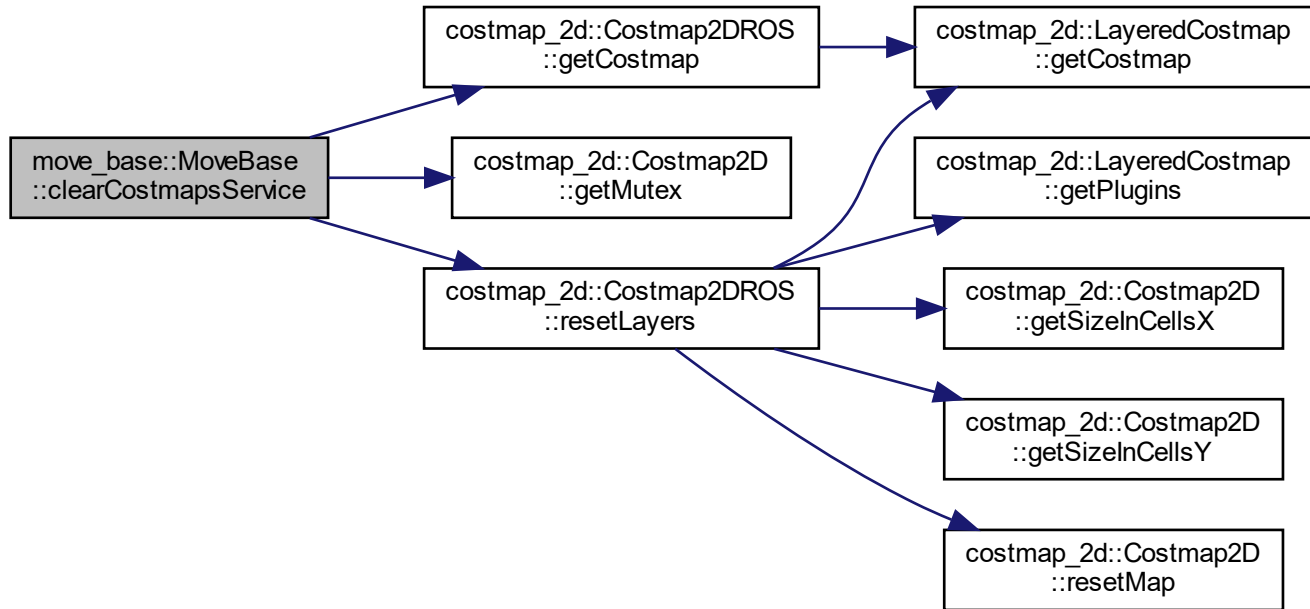 costmap_2d::Costmap2DROS
::getCostmap
costmap_2d::LayeredCostmap
::getCostmap
move_base::MoveBase
::clearCostmapsService
costmap_2d::Costmap2D
::getMutex
costmap_2d::LayeredCostmap
::getPlugins
costmap_2d::Costmap2DROS
::resetLayers
costmap_2d::Costmap2D
::getSizeInCellsX
costmap_2d::Costmap2D
::getSizeInCellsY
costmap_2d::Costmap2D
::resetMap